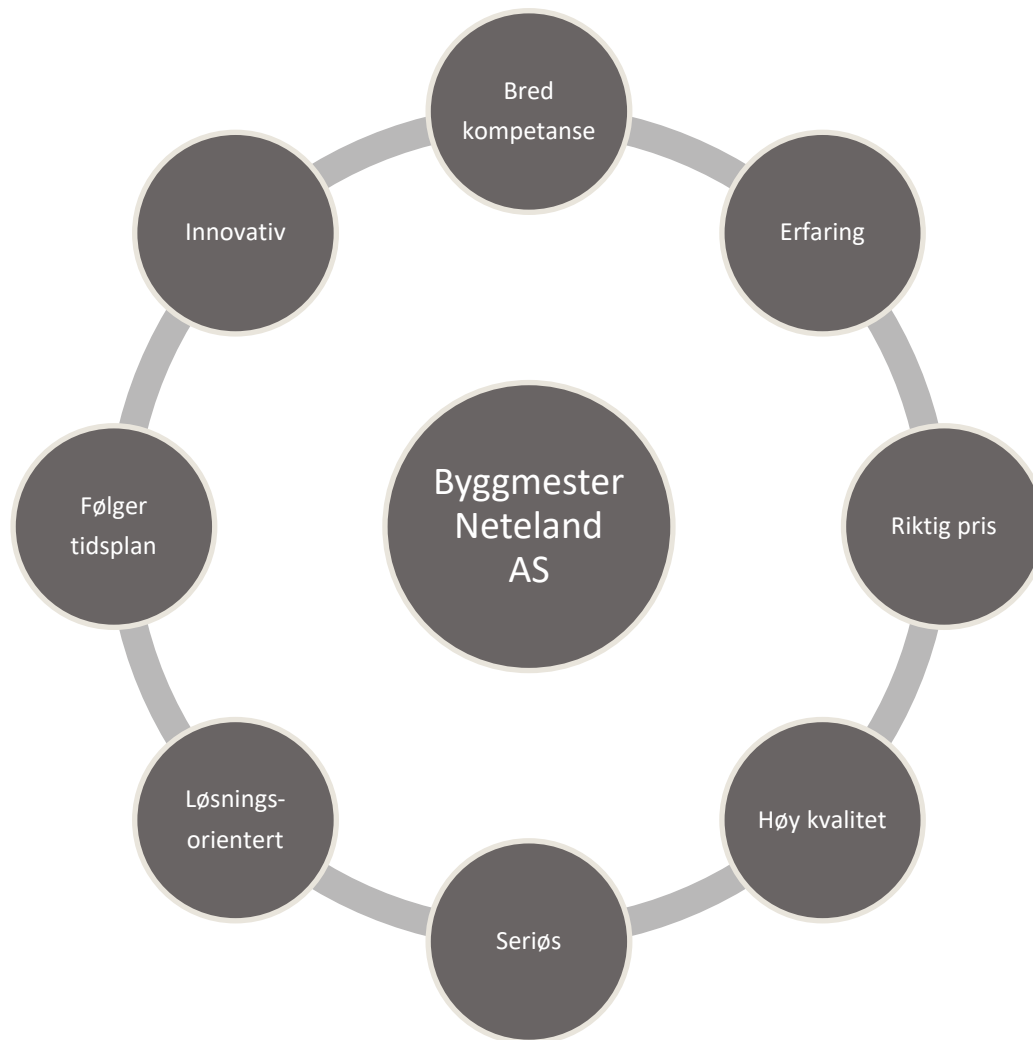 Bred
kompetanse
Erfaring
Riktig pris
Høy kvalitet
Seriøs
Løsnings-
orientert
Følger
tidsplan
Innovativ
Byggmester
Neteland
AS